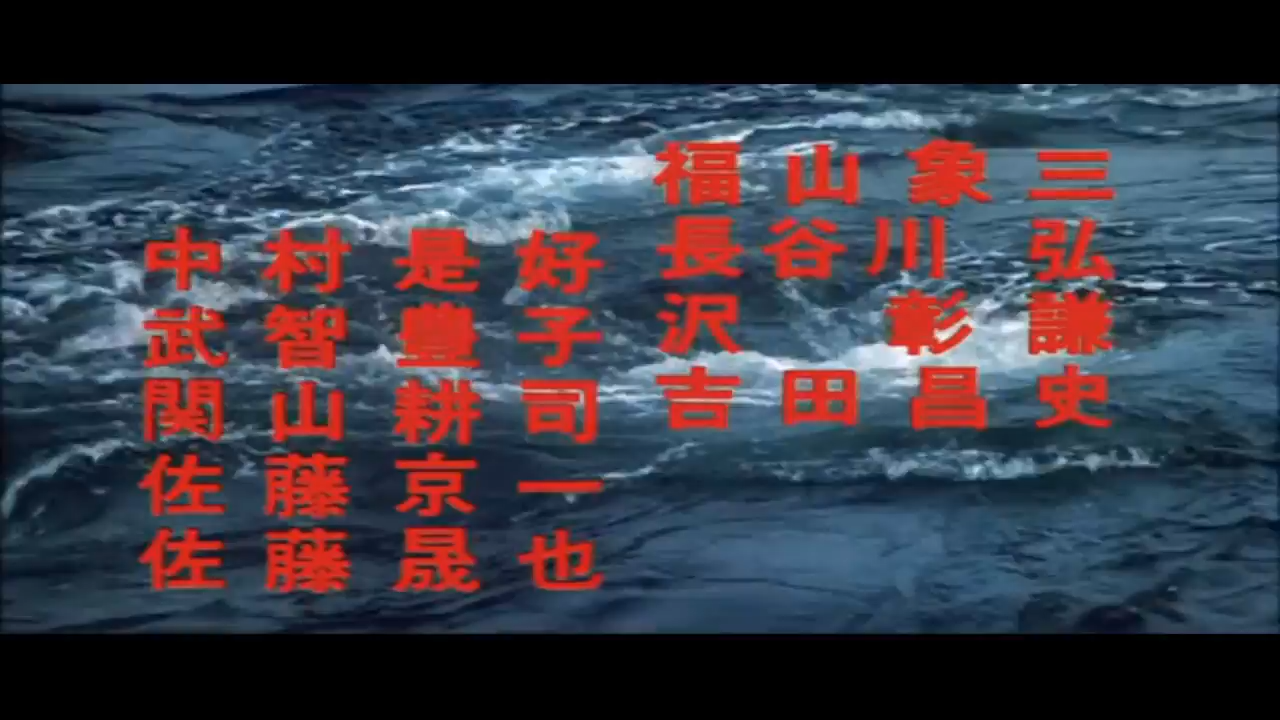 福山象三
長谷川 弘
沢 彰謙
吉田昌史
中村是好
武智豊子
関山耕司
佐藤京一
佐藤晟也